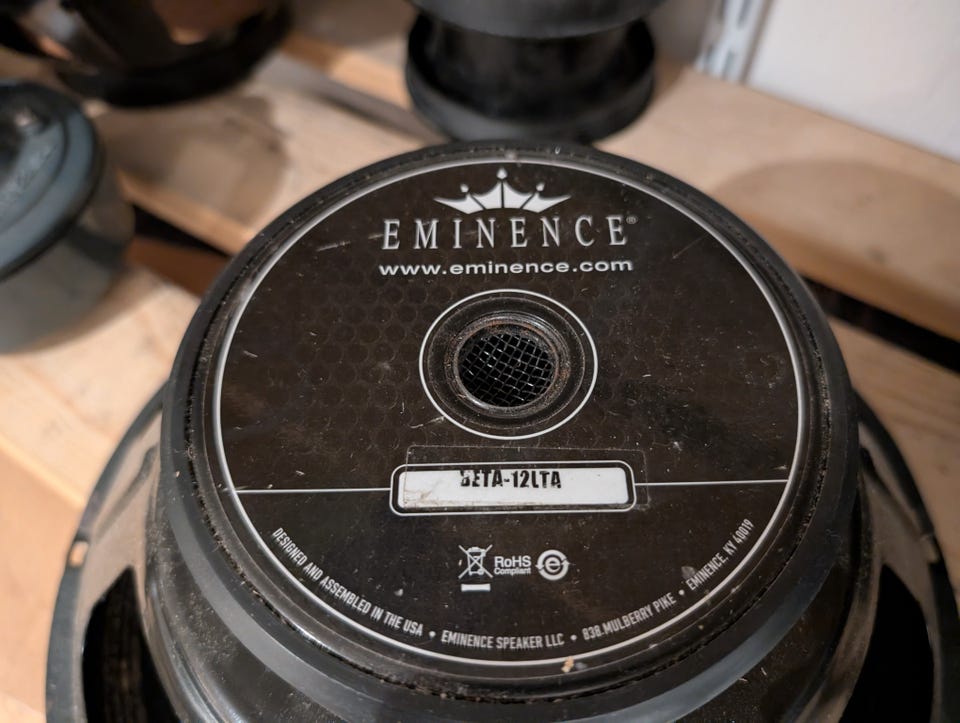 EMINENCE®
www.eminence.com
BETA-12LTA
RoHS
Compliant
e
DESIGNED AND ASSEMBLED IN THE USA • EMINENCE SPEAKER LLC • 838 MULBERRY PIKE • EMINENCE, KY 40019